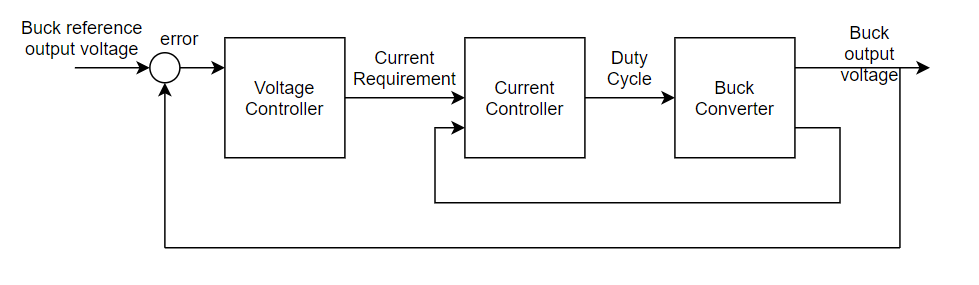 Buck reference
output voltage
error
Voltage
Controller
Current
Requirement
Current
Controller
Duty
Cycle
Buck
Converter
Buck
output
voltage